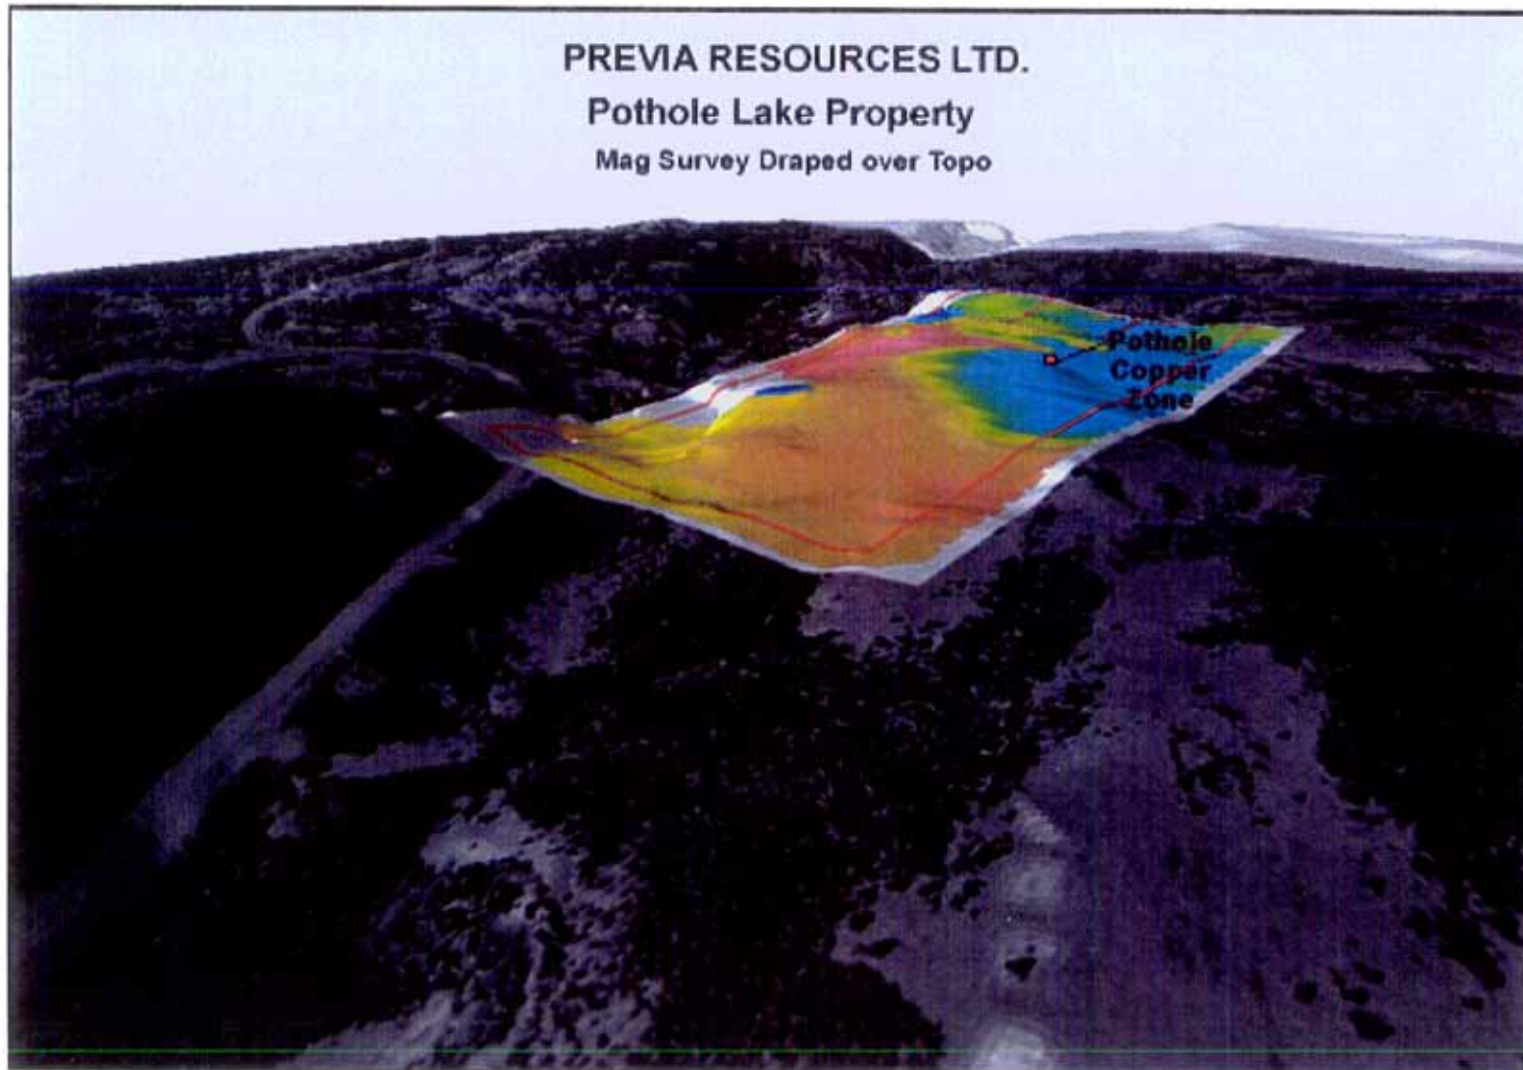 PREVIA RESOURCES LTD.
Pothole Lake Property
Mag Survey Draped over Topo
Pothole
Copper
Zone